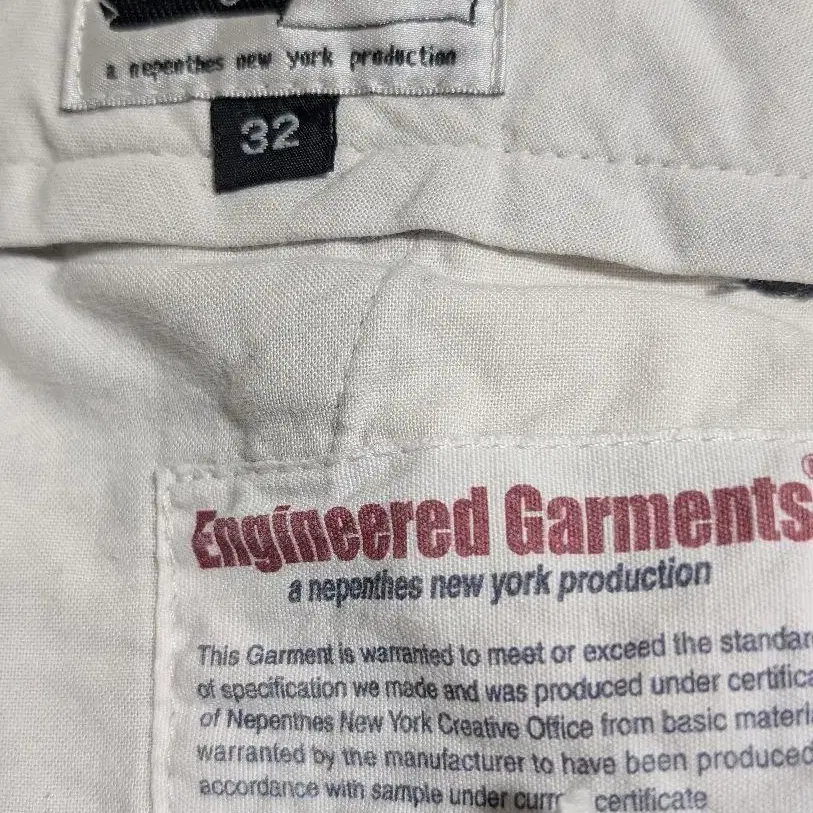 a nepenthes new york production
32
Engineered Garments®
a nepenthes new york production
This Garment is warranted to meet or exceed the standar
of specification we made and was produced under certifica
of Nepenthes New York Creative Office from basic materi
warranted by the manufacturer to have been produced
accordance with sample under curr certificate